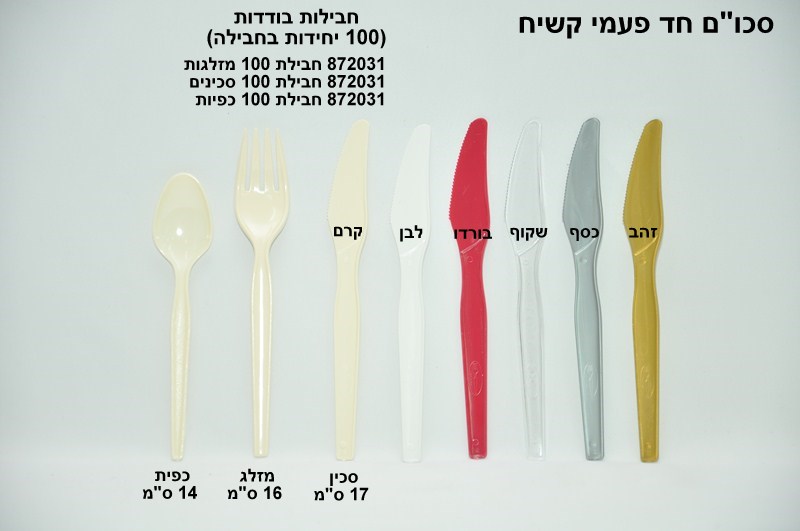 סכו"ם חד פעמי קשיח
חבילות בודדות
(100 יחידות בחבילה)
872031 חבילת 100 מזלגות
872031 חבילת 100 סכינים
872031 חבילת 100 כפיות
זהב
כסף
שקוף
בורדו
לבן
קרם
סכין
17 ס"מ
מזלג
16 ס"מ
כפית
14 ס"מ